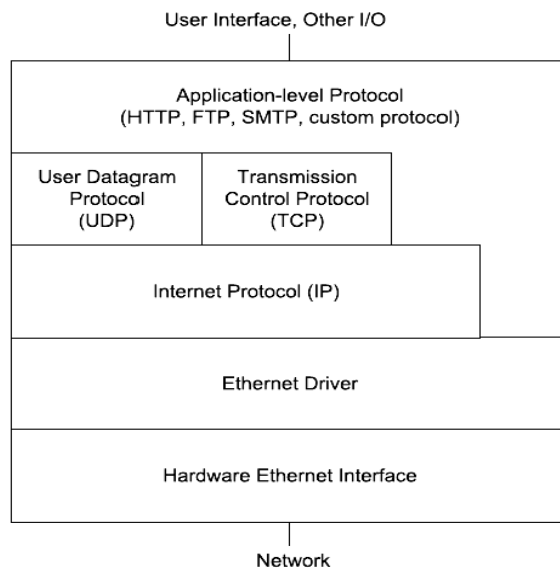 User Interface, Other I/O
Application-level Protocol
(HTTP, FTP, SMTP, custom protocol)
User Datagram
Protocol
(UDP)
Transmission
Control Protocol
(TCP)
Internet Protocol (IP)
Ethernet Driver
Hardware Ethernet Interface
Network